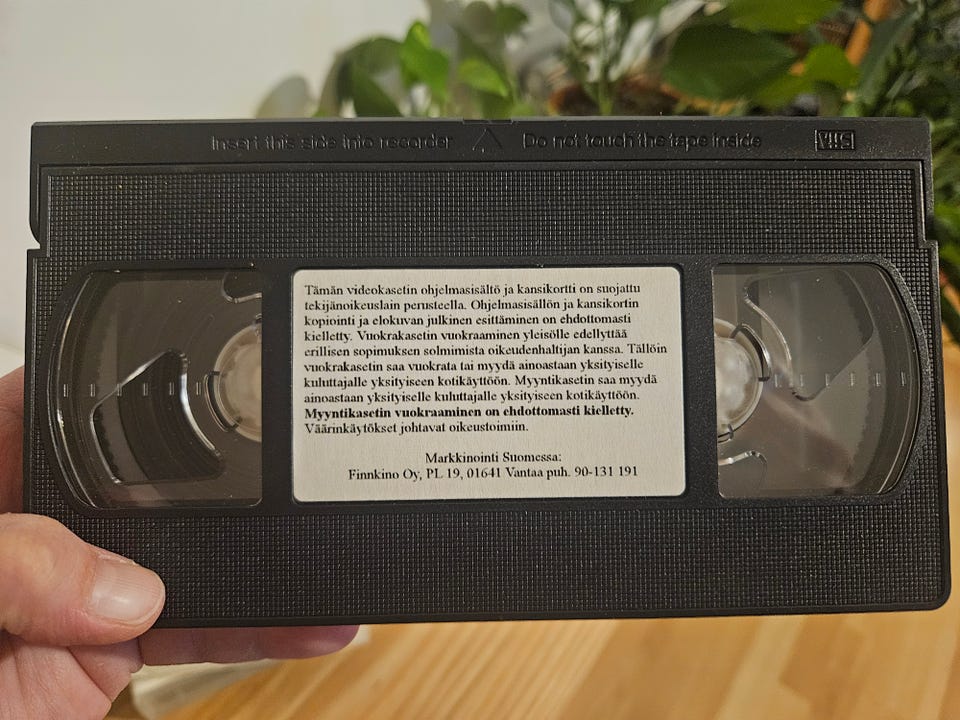 Insert this side into recorder Do not touch the tape inside VHS
Tämän videokasetin ohjelmasisältö ja kansikortti on suojattu
tekijänoikeuslain perusteella. Ohjelmasisällön ja kansikortin
kopiointi ja elokuvan julkinen esittäminen on ehdottomasti
kielletty. Vuokrakasetin vuokraaminen yleisölle edellyttää
erillisen sopimuksen solmimista oikeudenhaltijan kanssa. Tällöin
vuokrakasetin saa vuokrata tai myydä ainoastaan yksityiselle
kuluttajalle yksityiseen kotikäyttöön. Myyntikasetin saa myydä
ainoastaan yksityiselle kuluttajalle yksityiseen kotikäyttöön.
Myyntikasetin vuokraaminen on ehdottomasti kielletty.
Väärinkäytökset johtavat oikeustoimiin.
Markkinointi Suomessa:
Finnkino Oy, PL 19, 01641 Vantaa puh. 90-131 191